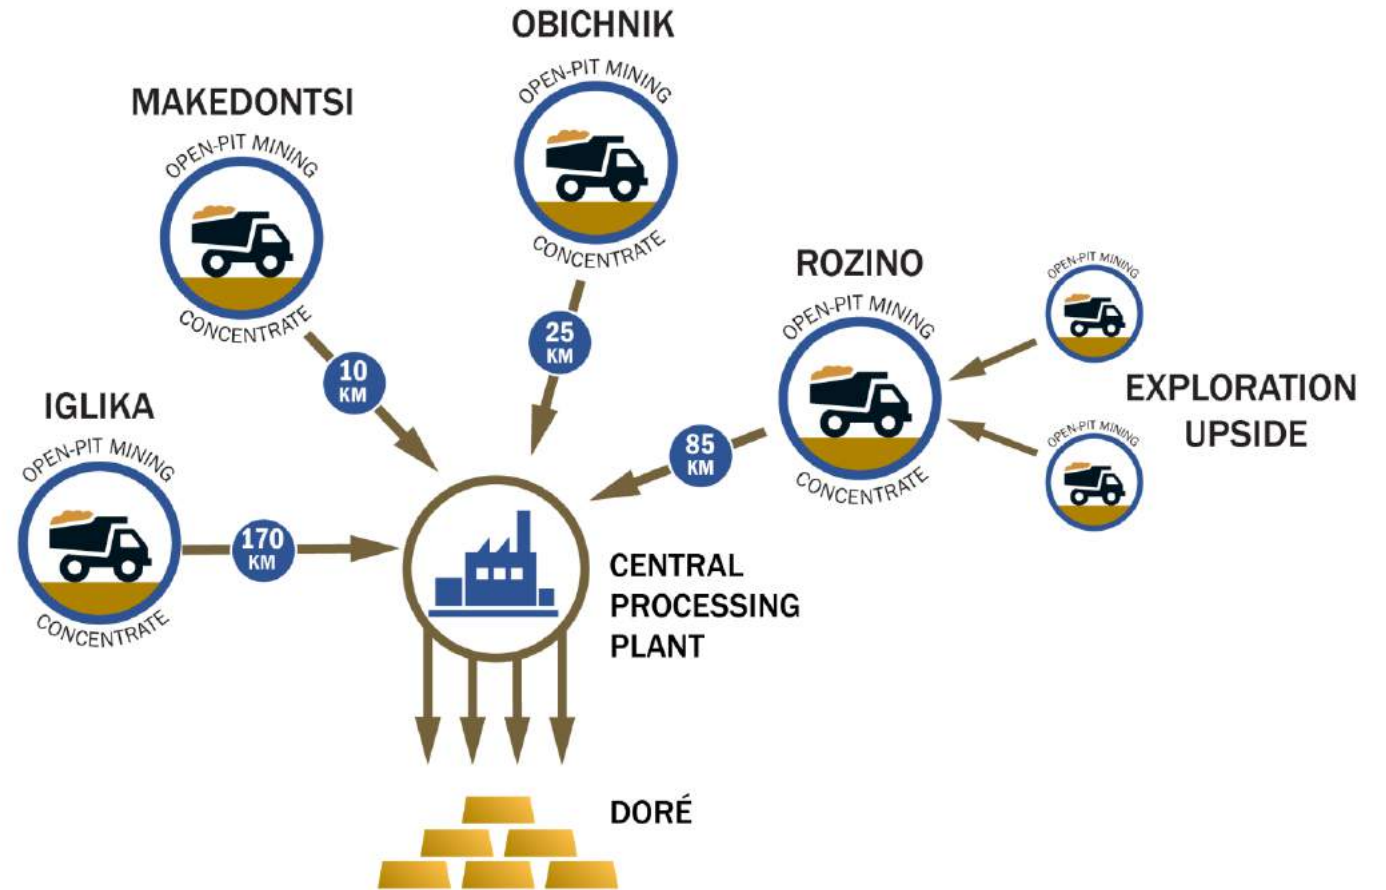 OBICHNIK
OPEN-PIT MINING
CONCENTRATE
25
KM
MAKEDONTSI
OPEN-PIT MINING
CONCENTRATE
10
KM
ROZINO
OPEN-PIT MINING
CONCENTRATE
85
KM
OPEN-PIT MINING
EXPLORATION
UPSIDE
OPEN-PIT MINING
IGLIKA
OPEN-PIT MINING
CONCENTRATE
170
KM
CENTRAL
PROCESSING
PLANT
DORÉ